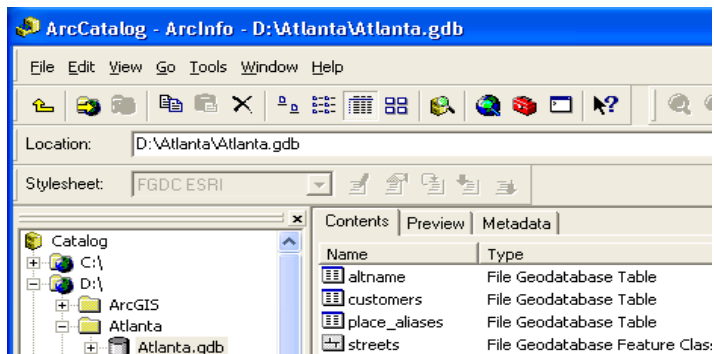 ArcCatalog - ArcInfo - D:\Atlanta\Atlanta.gdb
File Edit View Go Tools Window Help
Location: D:\Atlanta\Atlanta.gdb
Stylesheet: FGDC ESRI
Contents Preview Metadata
Catalog
C:\
D:\
ArcGIS
Atlanta
Atlanta.gdb
Name Type
altname File Geodatabase Table
customers File Geodatabase Table
place_aliases File Geodatabase Table
streets File Geodatabase Feature Clas